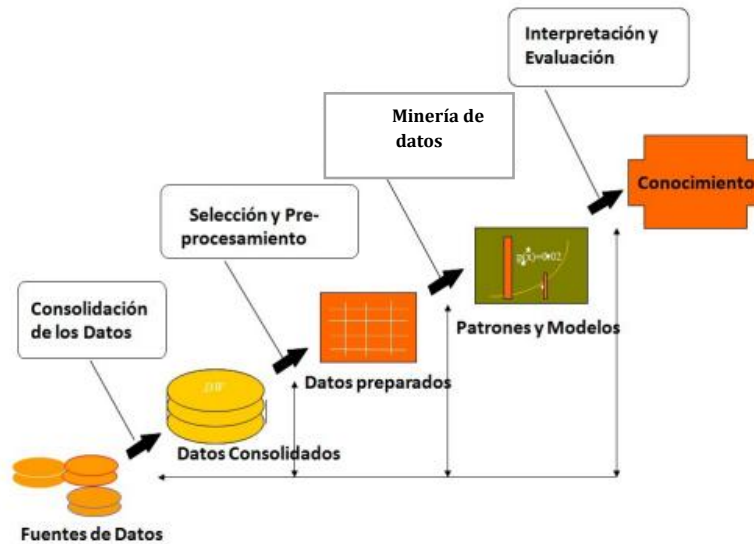 Interpretación y
Evaluación
Minería de
datos
Conocimiento
Selección y Pre-
procesamiento
Patrones y Modelos
Consolidación
de los Datos
Datos preparados
DW
Datos Consolidados
Fuentes de Datos